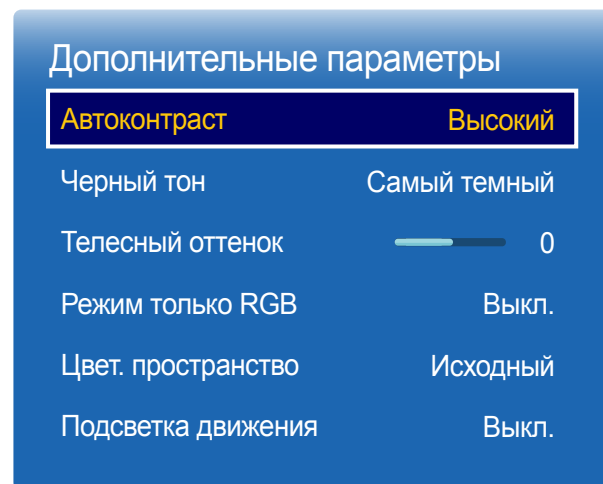 Дополнительные параметры
Автоконтраст Высокий
Черный тон Самый темный
Телесный оттенок 0
Режим только RGB Выкл.
Цвет. пространство Исходный
Подсветка движения Выкл.